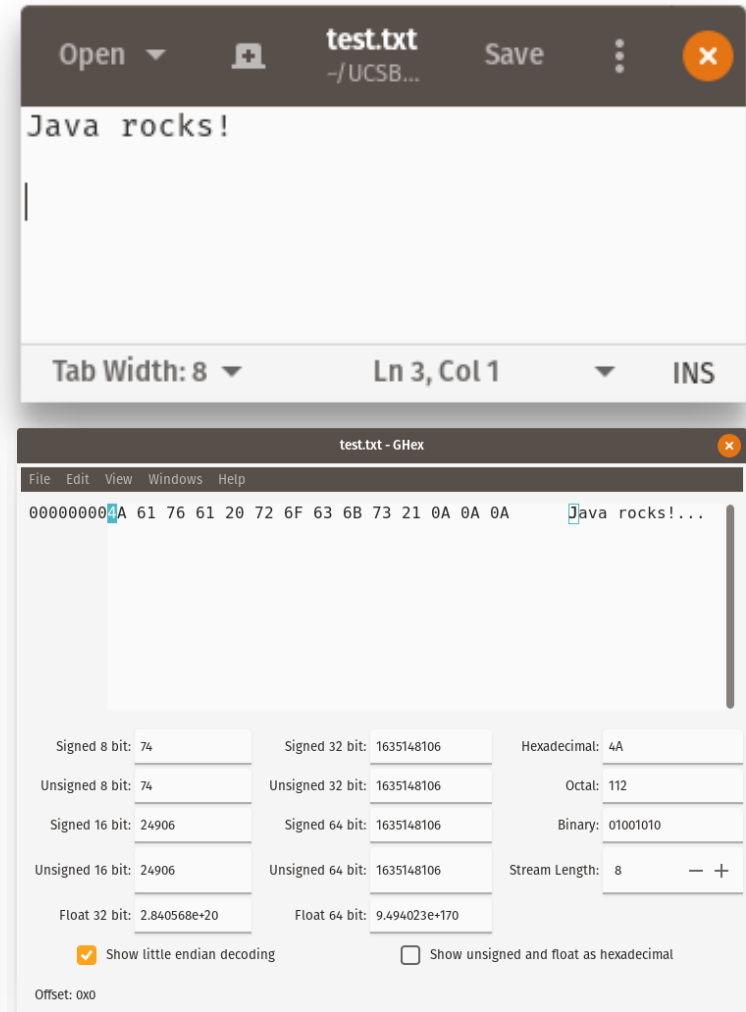 Open test.txt Save
~/UCSB...
Java rocks!
Tab Width: 8 Ln 3, Col 1 INS
test.txt - GHex
File Edit View Windows Help
000000004A 61 76 61 20 72 6F 63 6B 73 21 0A 0A 0A Java rocks!...
Signed 8 bit: 74 Signed 32 bit: 1635148106 Hexadecimal: 4A
Unsigned 8 bit: 74 Unsigned 32 bit: 1635148106 Octal: 112
Signed 16 bit: 24906 Signed 64 bit: 1635148106 Binary: 01001010
Unsigned 16 bit: 24906 Unsigned 64 bit: 1635148106 Stream Length: 8 − +
Float 32 bit: 2.840568e+20 Float 64 bit: 9.494023e+170
Show little endian decoding Show unsigned and float as hexadecimal
Offset: 0x0